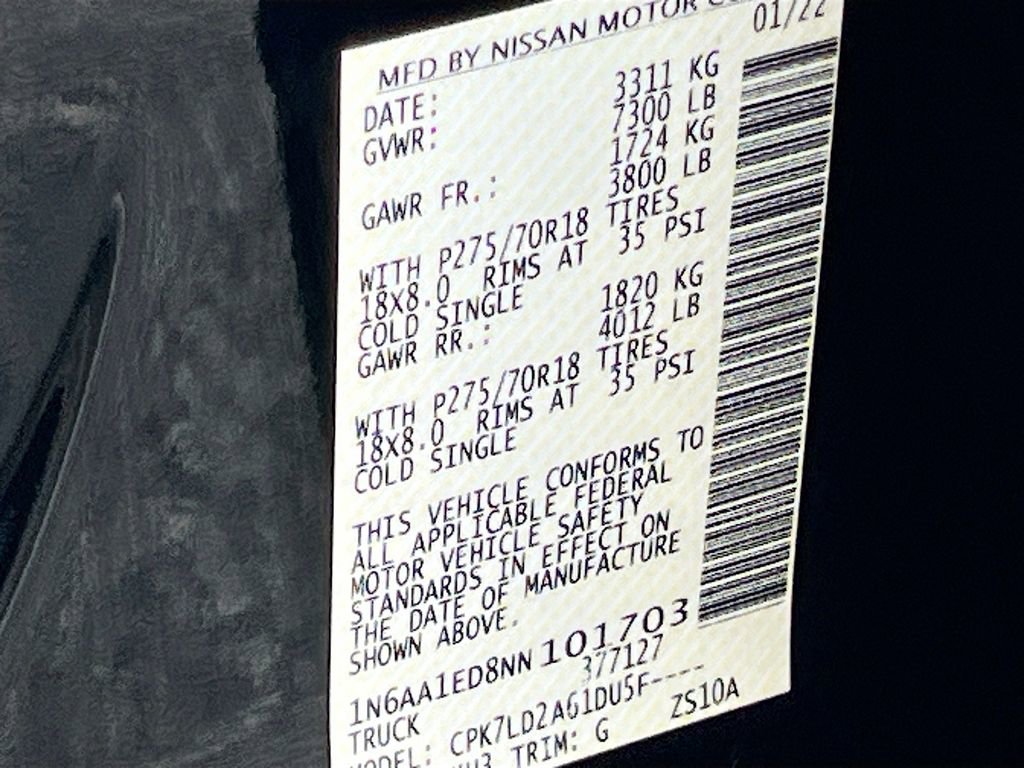 MFD BY NISSAN MOTOR
DATE: 01/22
GVWR: 3311 KG
7300 LB
GAWR FR.: 1724 KG
3800 LB
WITH P275/70R18 TIRES
18X8.0 RIMS AT 35 PSI
COLD SINGLE
GAWR RR.: 1820 KG
4012 LB
WITH P275/70R18 TIRES
18X8.0 RIMS AT 35 PSI
COLD SINGLE
THIS VEHICLE CONFORMS TO
ALL APPLICABLE FEDERAL
MOTOR VEHICLE SAFETY
STANDARDS IN EFFECT ON
THE DATE OF MANUFACTURE
SHOWN ABOVE.
1N6AA1ED8NN101703
TRUCK 377127
MODEL: CPK7LD2AG1DU5F----
TRIM: G ZS10A